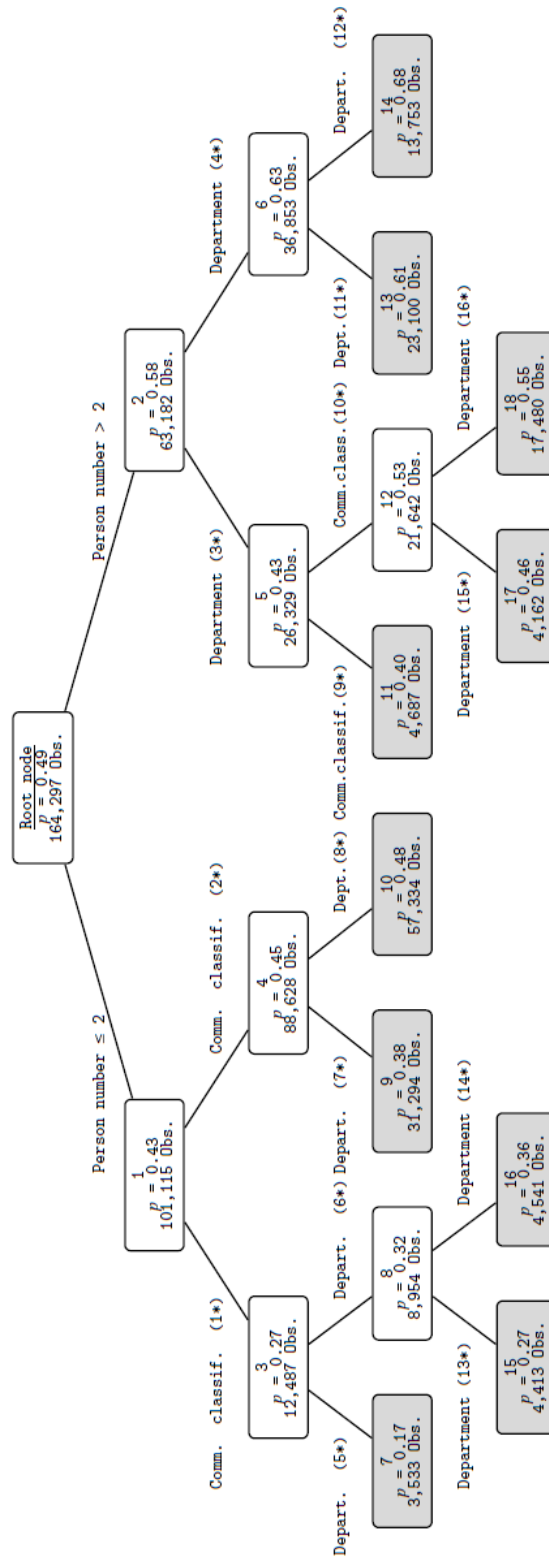 Root node
p = 0.49
164,297 Obs.
Person number ≤ 2
Person number > 2
1
p = 0.43
101,115 Obs.
2
p = 0.58
63,182 Obs.
Comm. classif. (1*)
Comm. classif. (2*)
Department (3*)
Department (4*)
3
p = 0.27
12,487 Obs.
4
p = 0.45
88,628 Obs.
5
p = 0.43
26,329 Obs.
6
p = 0.63
36,853 Obs.
Depart. (5*)
Depart. (6*)
Depart. (7*)
Dept.(8*)
Comm.classif.(9*)
Comm.class.(10*)
Dept.(11*)
Depart. (12*)
7
p = 0.17
3,533 Obs.
8
p = 0.32
8,954 Obs.
9
p = 0.38
31,294 Obs.
10
p = 0.48
57,334 Obs.
11
p = 0.40
4,687 Obs.
12
p = 0.53
21,642 Obs.
13
p = 0.61
23,100 Obs.
14
p = 0.68
13,753 Obs.
Department (13*)
Department (14*)
Department (15*)
Department (16*)
15
p = 0.27
4,413 Obs.
16
p = 0.36
4,541 Obs.
17
p = 0.46
4,162 Obs.
18
p = 0.55
17,480 Obs.